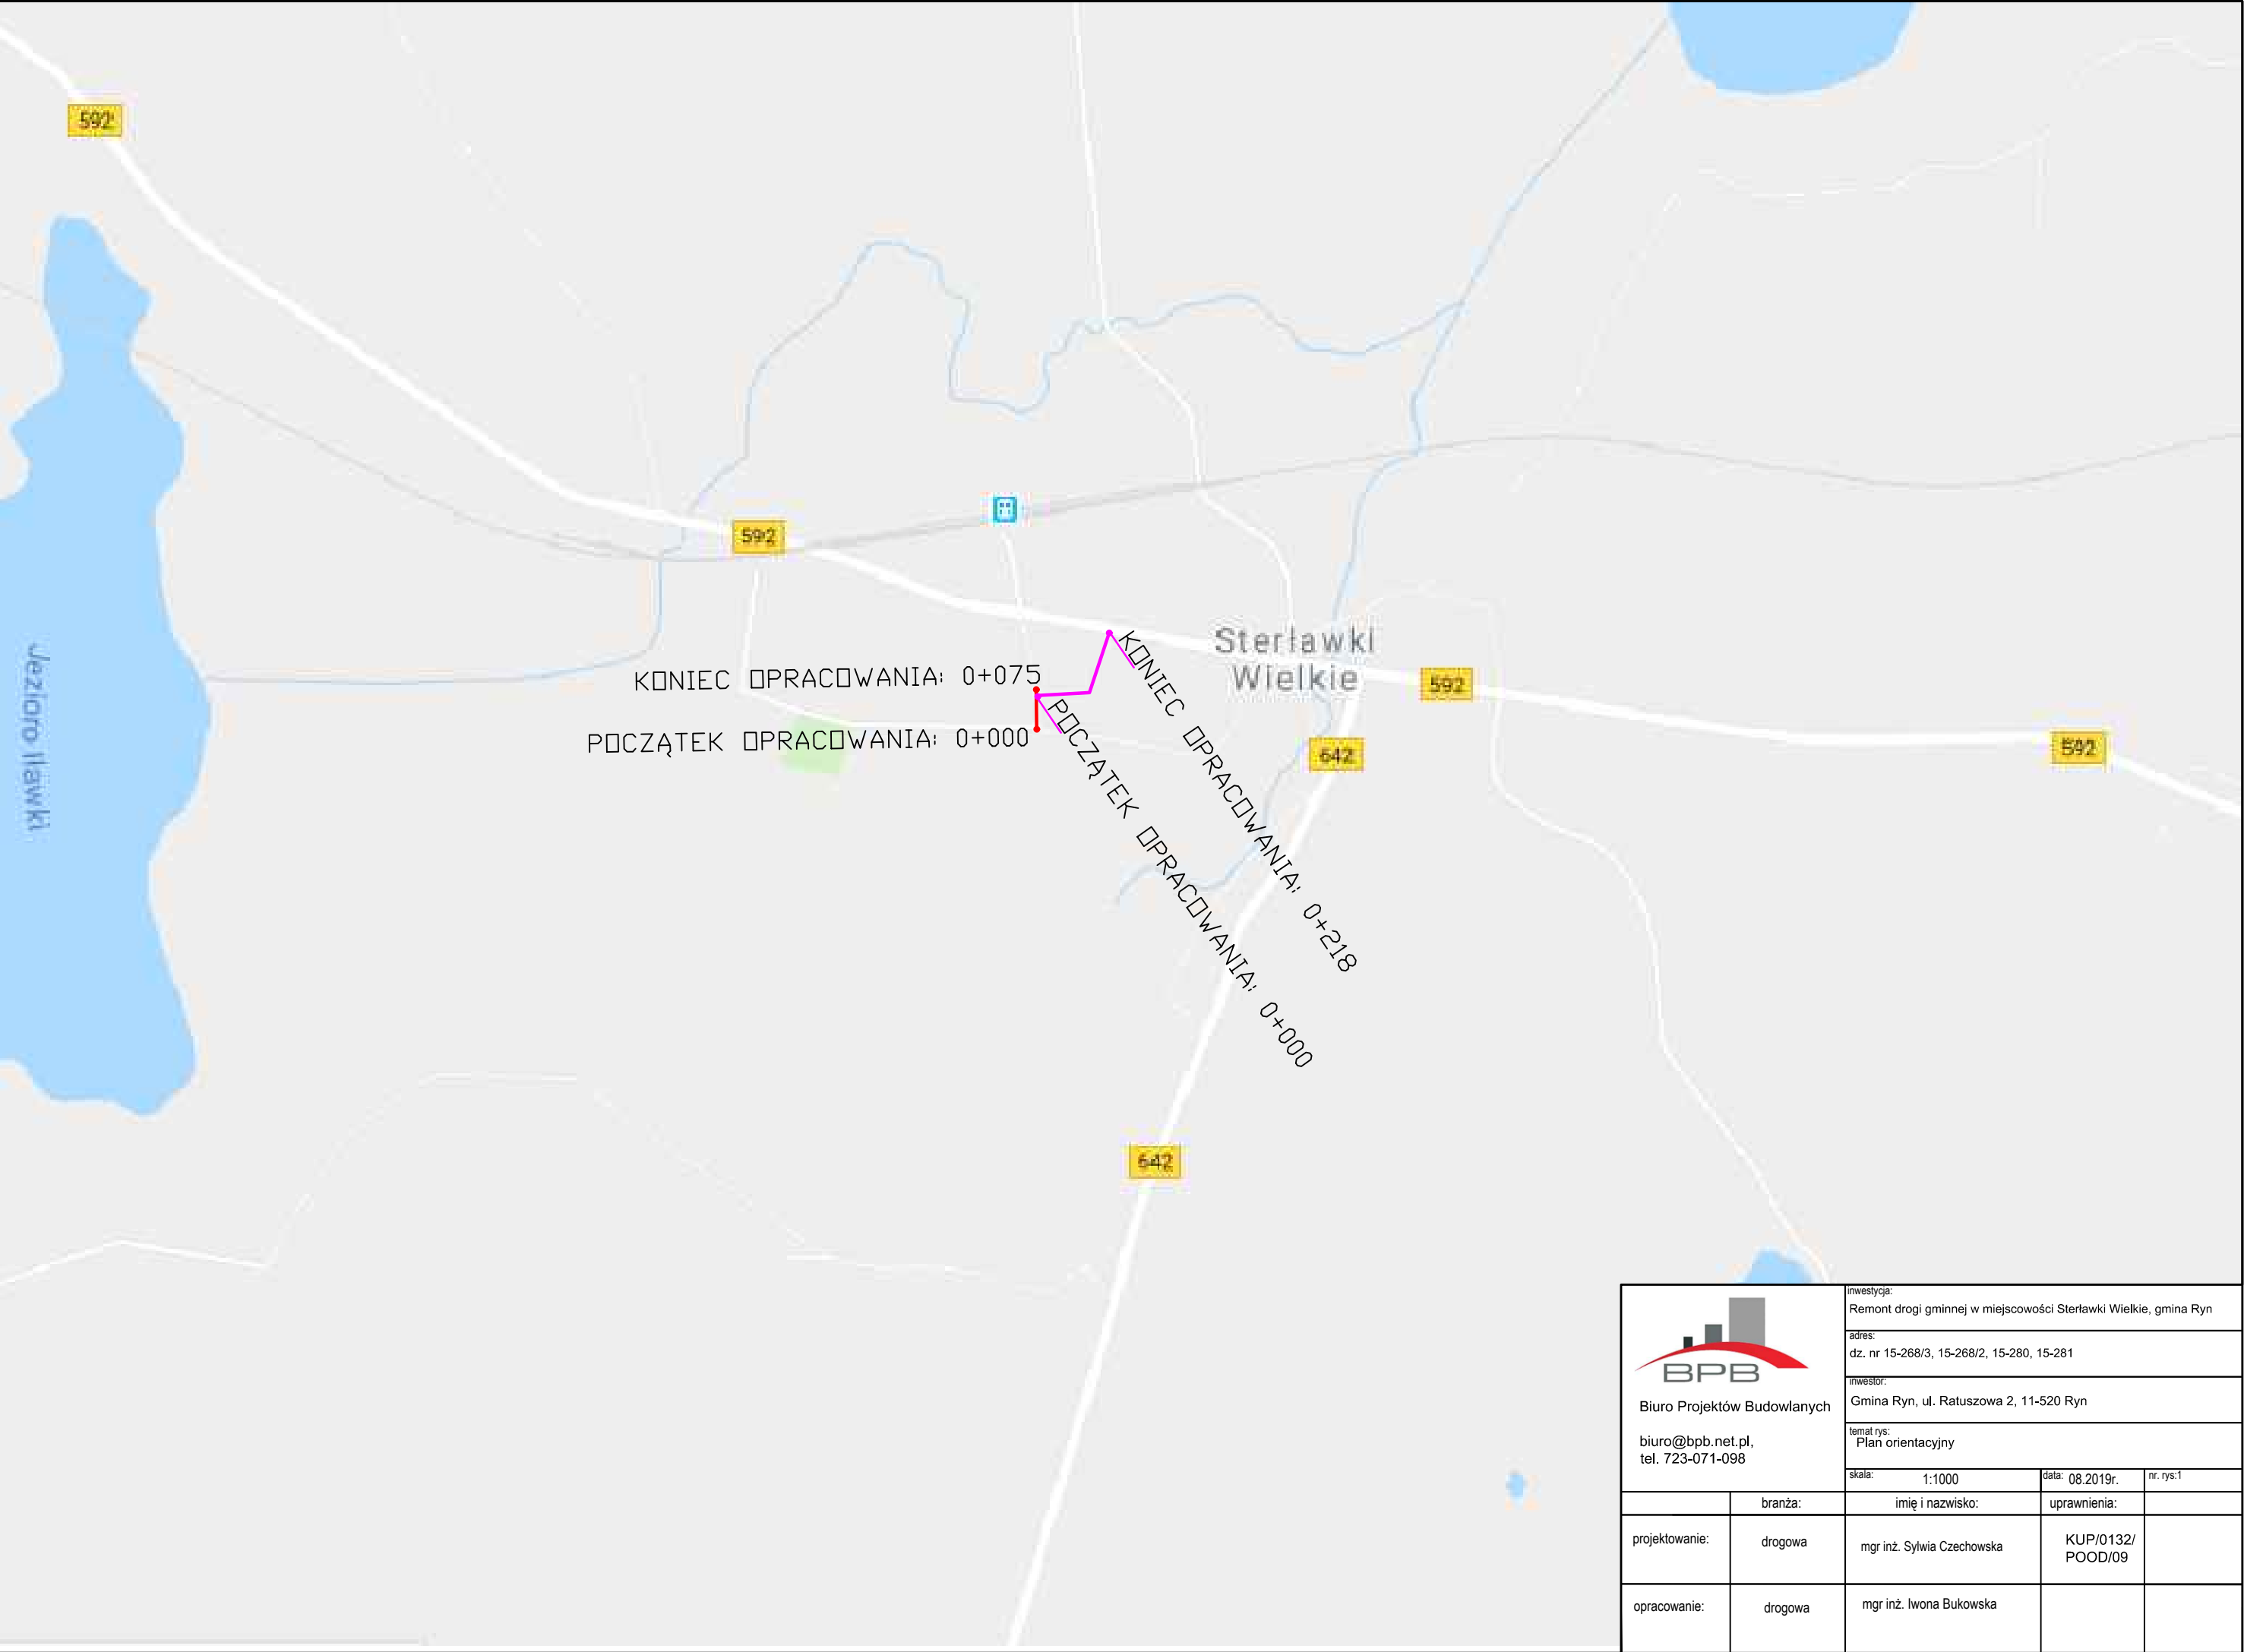 592
592
Sterławki
Wielkie
KONIEC OPRACOWANIA: 0+075
POCZĄTEK OPRACOWANIA: 0+000
KONIEC OPRACOWANIA: 0+218
POCZĄTEK OPRACOWANIA: 0+000
592
642
592
Jezioro Iławki
642
BPB
Biuro Projektów Budowlanych
biuro@bpb.net.pl,
tel. 723-071-098
inwestycja:
Remont drogi gminnej w miejscowości Sterławki Wielkie, gmina Ryn
adres:
dz. nr 15-268/3, 15-268/2, 15-280, 15-281
inwestor:
Gmina Ryn, ul. Ratuszowa 2, 11-520 Ryn
temat rys:
Plan orientacyjny
skala: 1:1000 data: 08.2019r. nr. rys:1
branża: imię i nazwisko: uprawnienia:
projektowanie: drogowa mgr inż. Sylwia Czechowska KUP/0132/
POOD/09
opracowanie: drogowa mgr inż. Iwona Bukowska